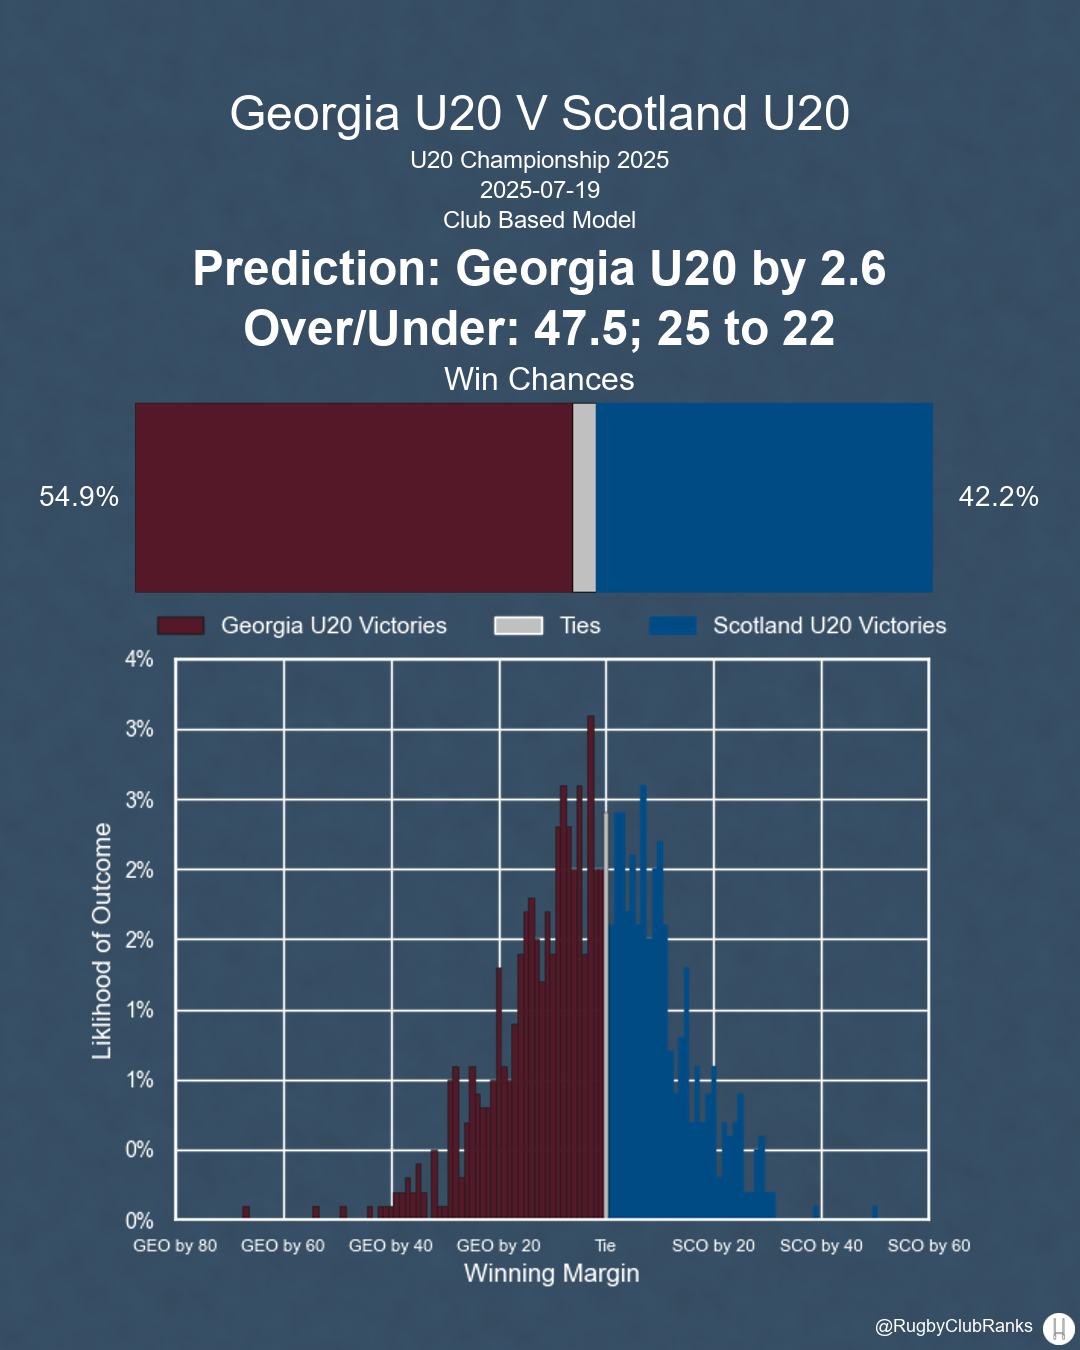 Georgia U20 V Scotland U20
U20 Championship 2025
2025-07-19
Club Based Model
Prediction: Georgia U20 by 2.6
Over/Under: 47.5; 25 to 22
Win Chances
54.9%
42.2%
Georgia U20 Victories
Ties
Scotland U20 Victories
4%
3%
3%
2%
2%
1%
1%
0%
0%
Liklihood of Outcome
GEO by 80
GEO by 60
GEO by 40
GEO by 20
Tie
SCO by 20
SCO by 40
SCO by 60
Winning Margin
@RugbyClubRanks